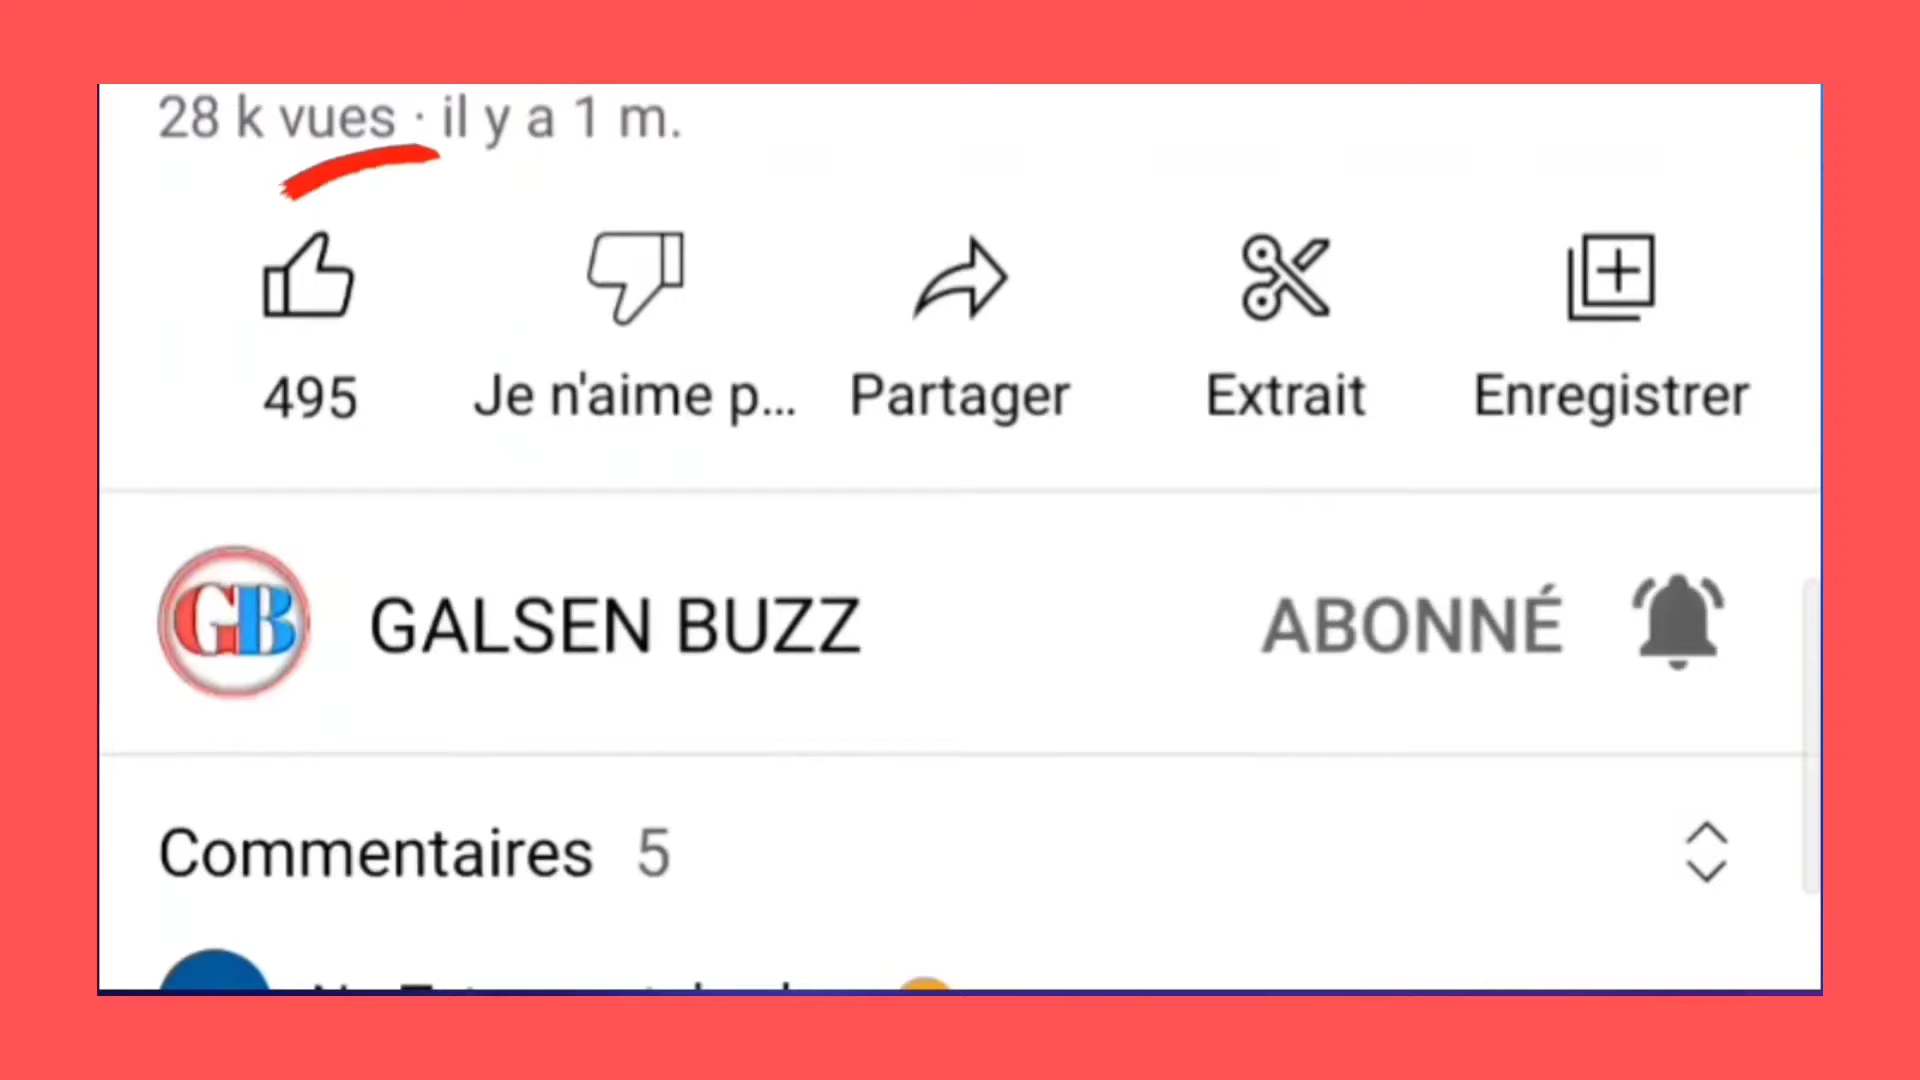 28 k vues · il y a 1 m.
495 Je n'aime p... Partager Extrait Enregistrer
GB GALSEN BUZZ ABONNÉ
Commentaires 5